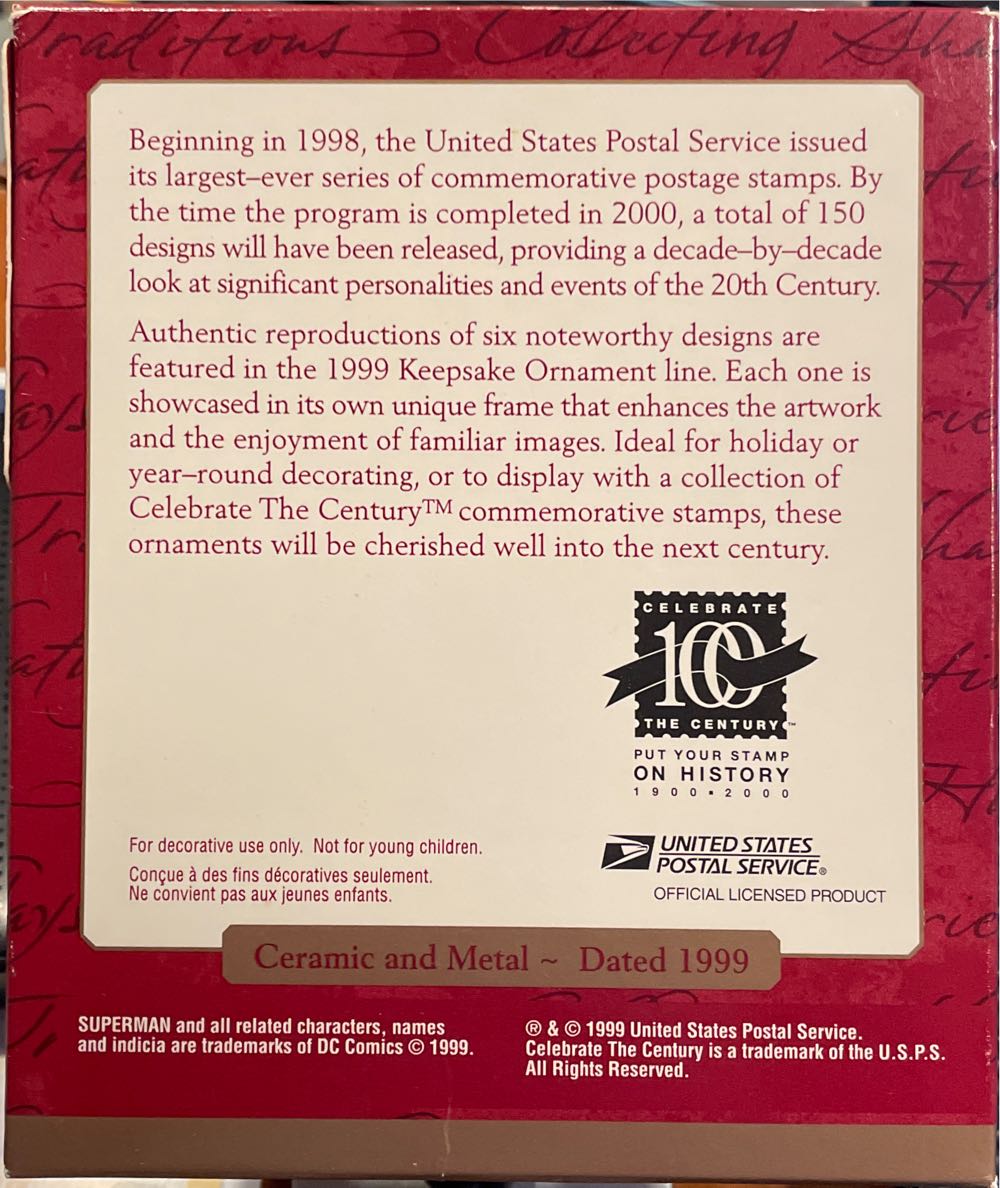 Traditions Collecting Sha
Beginning in 1998, the United States Postal Service issued
its largest–ever series of commemorative postage stamps. By
the time the program is completed in 2000, a total of 150
designs will have been released, providing a decade–by–decade
look at significant personalities and events of the 20th Century.
Authentic reproductions of six noteworthy designs are
featured in the 1999 Keepsake Ornament line. Each one is
showcased in its own unique frame that enhances the artwork
and the enjoyment of familiar images. Ideal for holiday or
year–round decorating, or to display with a collection of
Celebrate The Century™ commemorative stamps, these
ornaments will be cherished well into the next century.
CELEBRATE
100
THE CENTURY™
PUT YOUR STAMP
ON HISTORY
1900 ▪ 2000
For decorative use only. Not for young children.
Conçue à des fins décoratives seulement.
Ne convient pas aux jeunes enfants.
UNITED STATES
POSTAL SERVICE®
OFFICIAL LICENSED PRODUCT
Ceramic and Metal ~ Dated 1999
SUPERMAN and all related characters, names
and indicia are trademarks of DC Comics © 1999.
® & © 1999 United States Postal Service.
Celebrate The Century is a trademark of the U.S.P.S.
All Rights Reserved.